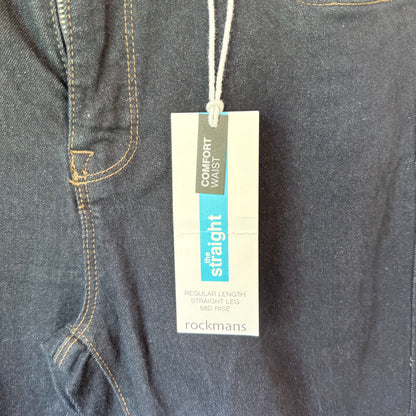 COMFORT
WAIST
the
straight
REGULAR LENGTH
STRAIGHT LEG
MID RISE
rockmans